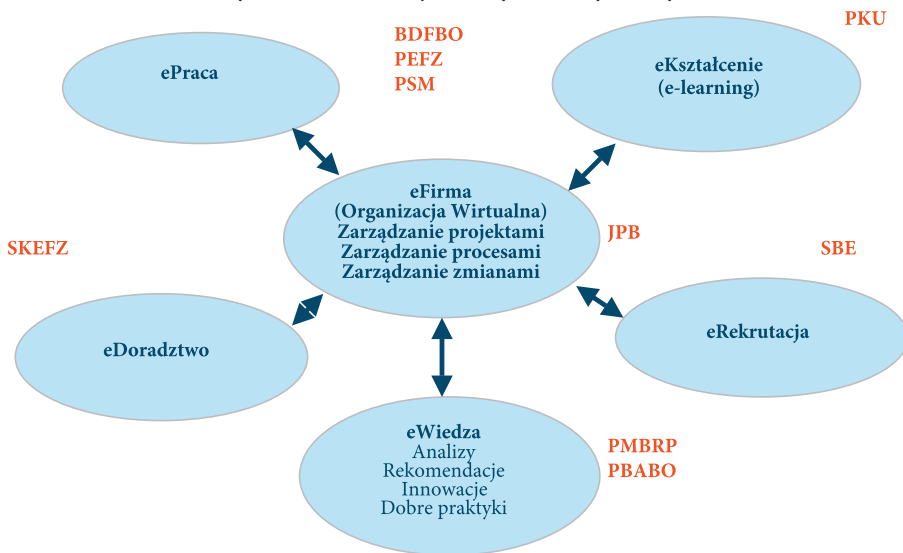 PKU
BDFBO
PEFZ
PSM
ePraca
eKształcenie
(e-learning)
eFirma
(Organizacja Wirtualna)
Zarządzanie projektami
Zarządzanie procesami
Zarządzanie zmianami
JPB
SKEFZ
SBE
eDoradztwo
eRekrutacja
eWiedza
Analizy
Rekomendacje
Innowacje
Dobre praktyki
PMBRP
PBABO